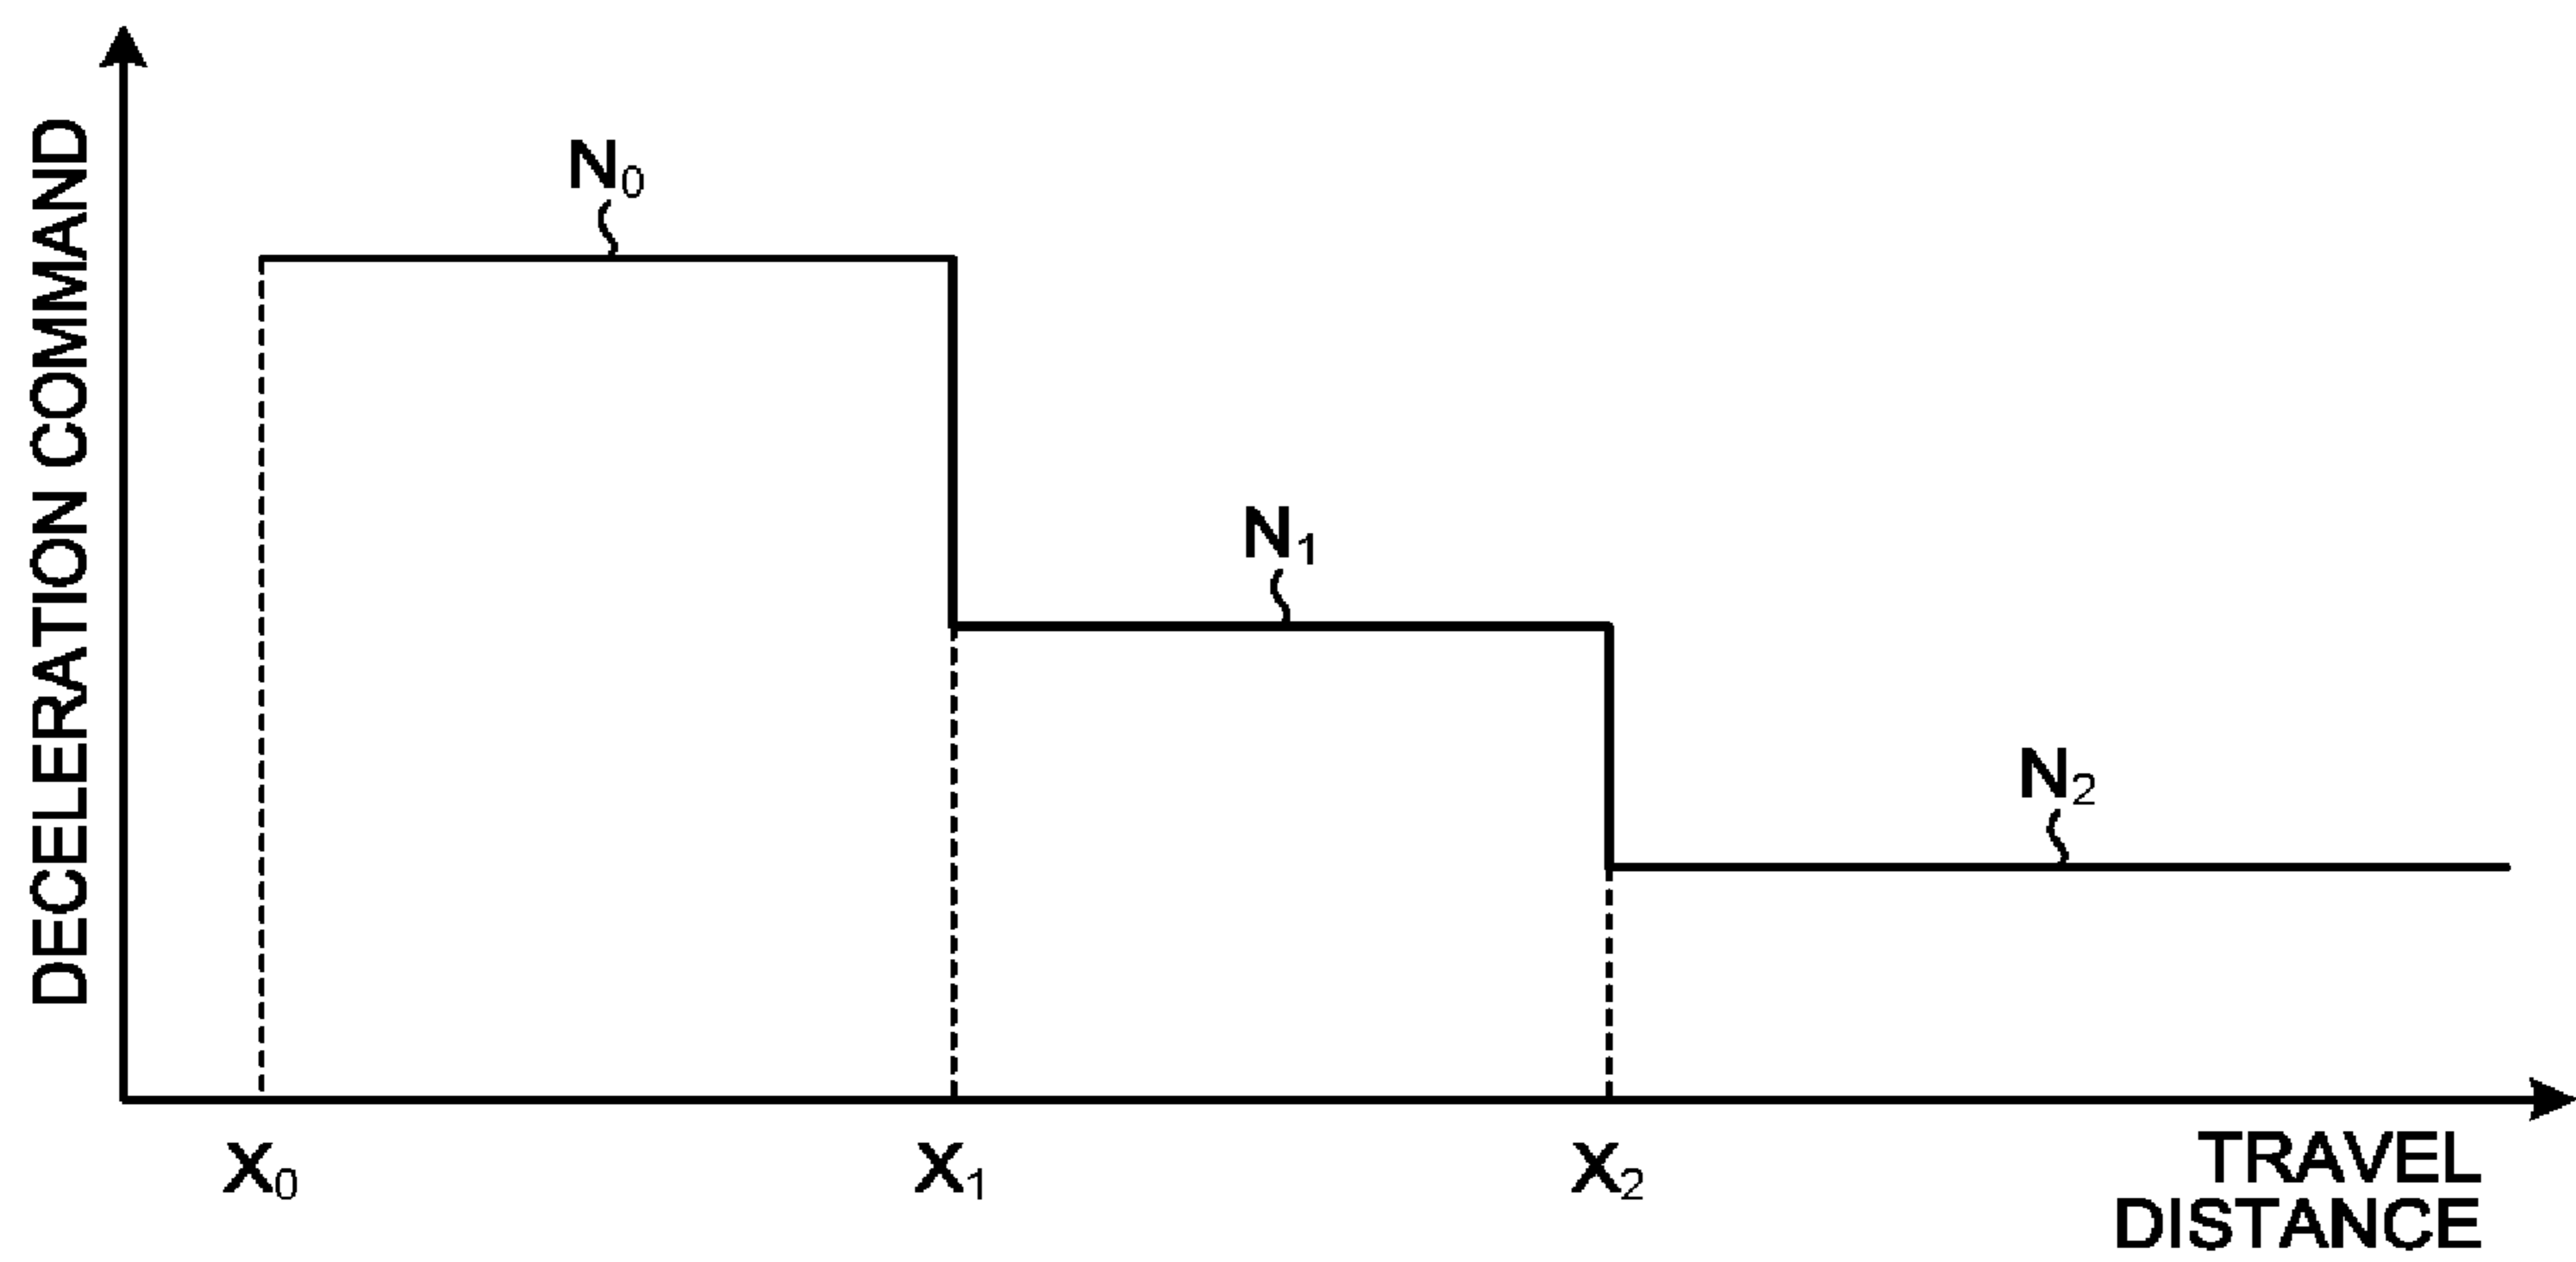 DECELERATION COMMAND
N₀
N₁
N₂
X₀
X₁
X₂
TRAVEL
DISTANCE